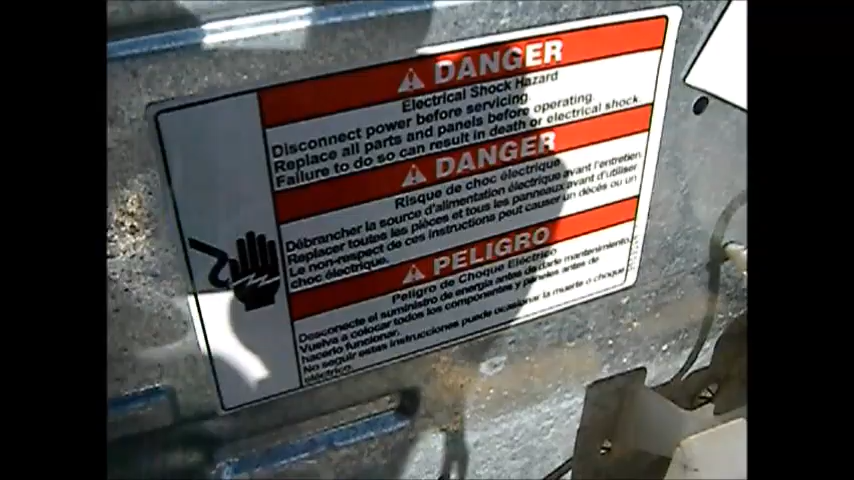 DANGER
Electrical Shock Hazard
Disconnect power before servicing.
Replace all parts and panels before operating.
Failure to do so can result in death or electrical shock.
DANGER
Risque de choc électrique
Débrancher la source d'alimentation électrique avant l'entretien.
Replacer toutes les pièces et tous les panneaux avant d'utiliser.
Le non-respect de ces instructions peut causer un décès ou un
choc électrique.
PELIGRO
Peligro de Choque Eléctrico
Desconecte el suministro de energía antes de darle mantenimiento.
Vuelva a colocar todos los componentes y paneles antes de
hacerlo funcionar.
No seguir estas instrucciones puede ocasionar la muerte o choque
eléctrico.